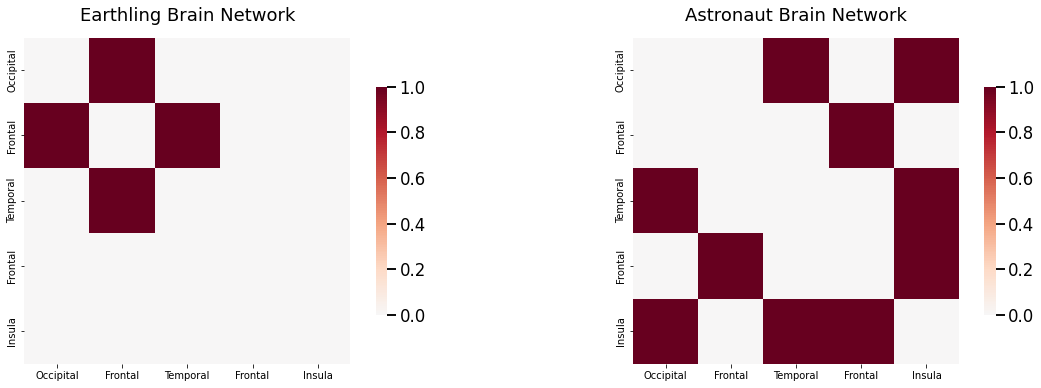 Earthling Brain Network
Astronaut Brain Network
Occipital
Frontal
Temporal
Frontal
Insula
Occipital Frontal Temporal Frontal Insula
1.0
0.8
0.6
0.4
0.2
0.0
Occipital
Frontal
Temporal
Frontal
Insula
Occipital Frontal Temporal Frontal Insula
1.0
0.8
0.6
0.4
0.2
0.0